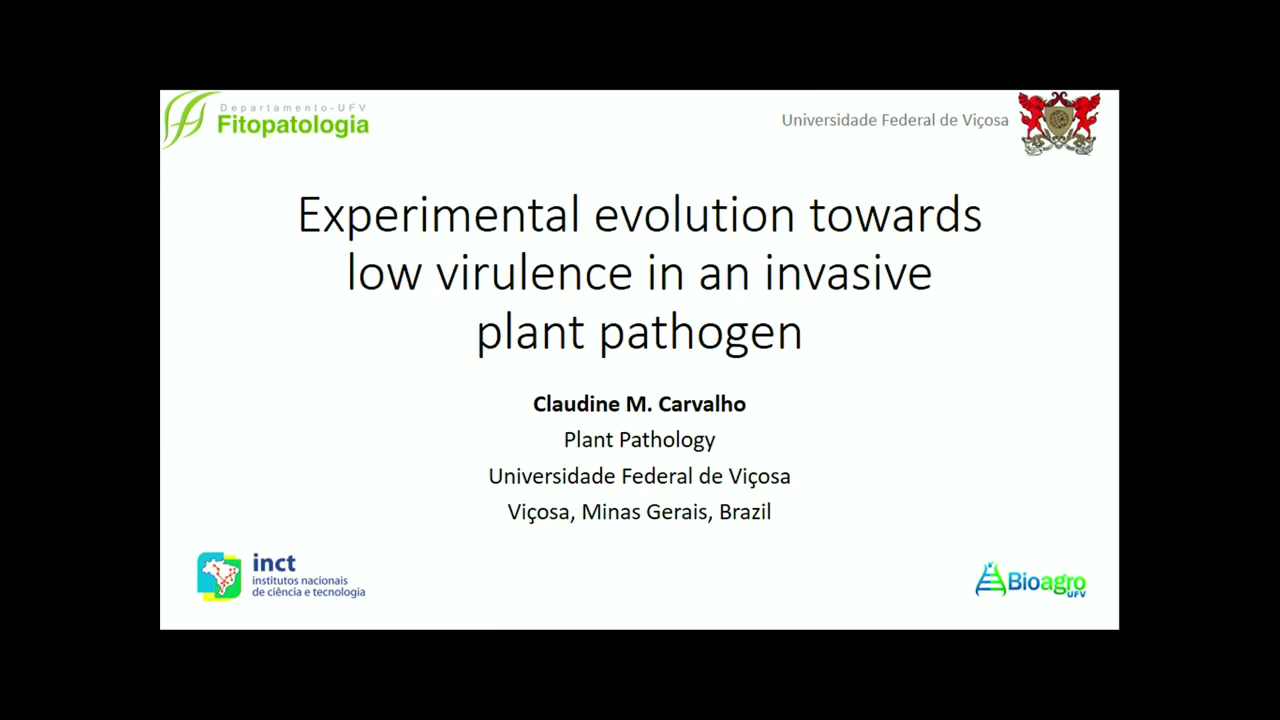 Departamento-UFV
Fitopatologia
Universidade Federal de Viçosa
Experimental evolution towards
low virulence in an invasive
plant pathogen
Claudine M. Carvalho
Plant Pathology
Universidade Federal de Viçosa
Viçosa, Minas Gerais, Brazil
inct
institutos nacionais
de ciência e tecnologia
Bioagro
UFV